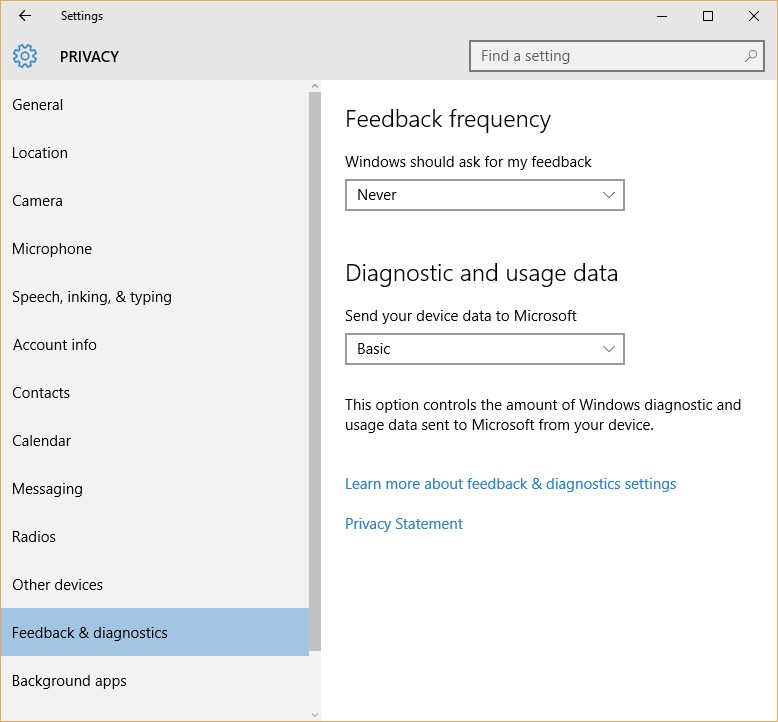 Settings
PRIVACY
Find a setting
General
Location
Camera
Microphone
Speech, inking, & typing
Account info
Contacts
Calendar
Messaging
Radios
Other devices
Feedback & diagnostics
Background apps
Feedback frequency
Windows should ask for my feedback
Never
Diagnostic and usage data
Send your device data to Microsoft
Basic
This option controls the amount of Windows diagnostic and
usage data sent to Microsoft from your device.
Learn more about feedback & diagnostics settings
Privacy Statement